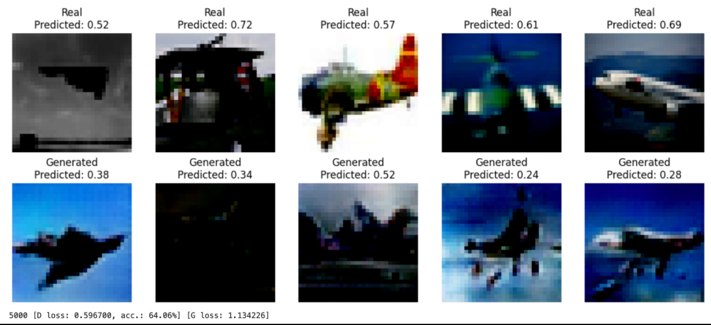 Real
Predicted: 0.52
Real
Predicted: 0.72
Real
Predicted: 0.57
Real
Predicted: 0.61
Real
Predicted: 0.69
Generated
Predicted: 0.38
Generated
Predicted: 0.34
Generated
Predicted: 0.52
Generated
Predicted: 0.24
Generated
Predicted: 0.28
5000 [D loss: 0.596700, acc.: 64.06%] [G loss: 1.134226]